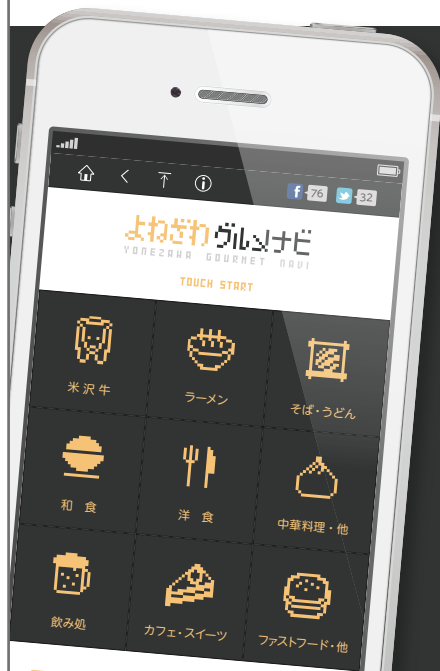 76
32
よねざわグルメナビ
YONEZAWA GOURMET NAVI
TOUCH START
米沢牛
ラーメン
そば・うどん
和 食
洋 食
中華料理・他
飲み処
カフェ・スイーツ
ファストフード・他